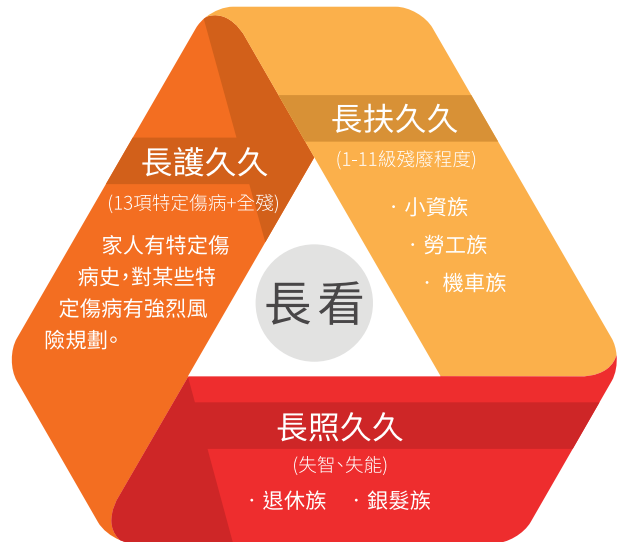 長扶久久
(1-11級殘廢程度)
· 小資族
· 勞工族
· 機車族
長護久久
(13項特定傷病+全殘)
家人有特定傷
病史，對某些特
定傷病有強烈風
險規劃。
長看
長照久久
(失智、失能)
· 退休族 · 銀髮族